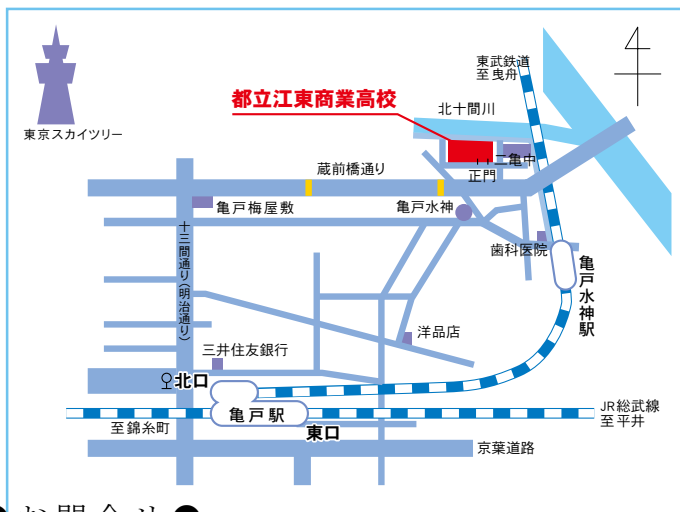 東武鉄道
至曳舟
都立江東商業高校
北十間川
東京スカイツリー
二亀中
蔵前橋通り
正門
亀戸梅屋敷
亀戸水神
十三間通り(明治通り)
歯科医院
亀戸水神駅
洋品店
三井住友銀行
北口
亀戸駅
JR総武線
至平井
至錦糸町
東口
京葉道路